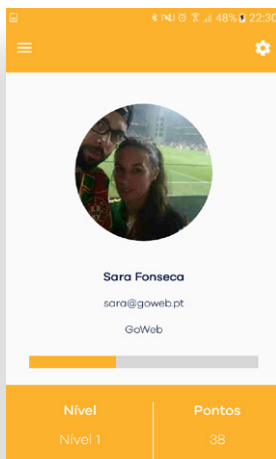 48% 22:30
Sara Fonseca
sara@goweb.pt
GoWeb
Nível Pontos
Nível 1 38